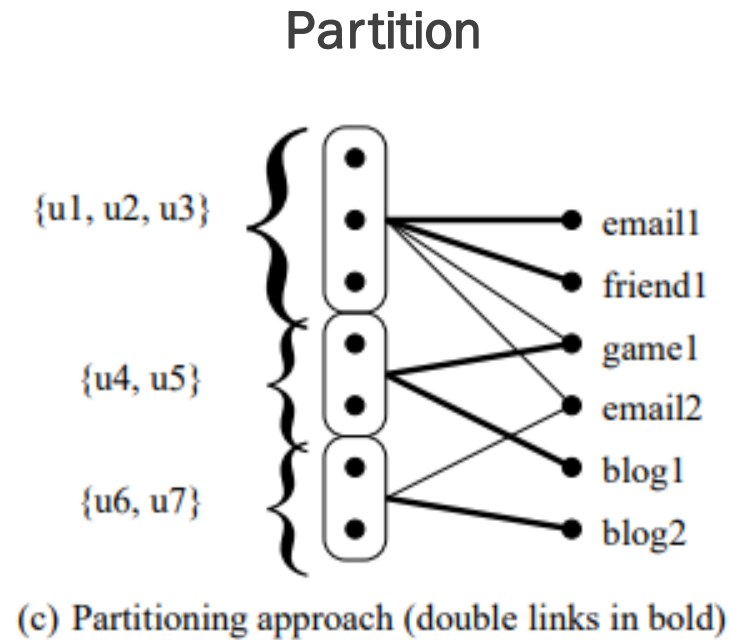 Partition
{u1, u2, u3}
email1
friend1
game1
{u4, u5}
email2
blog1
{u6, u7}
blog2
(c) Partitioning approach (double links in bold)